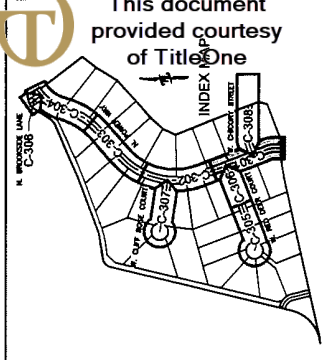 This document
provided courtesy
of TitleOne
INDEX MAP
N. BROOKSIDE LANE
C-308
C-304
C-303
C-302
W. CLIFF ROSE COURT
C-307
W. CHICORY STREET
C-308
C-306
C-305
N. RED DEER COURT